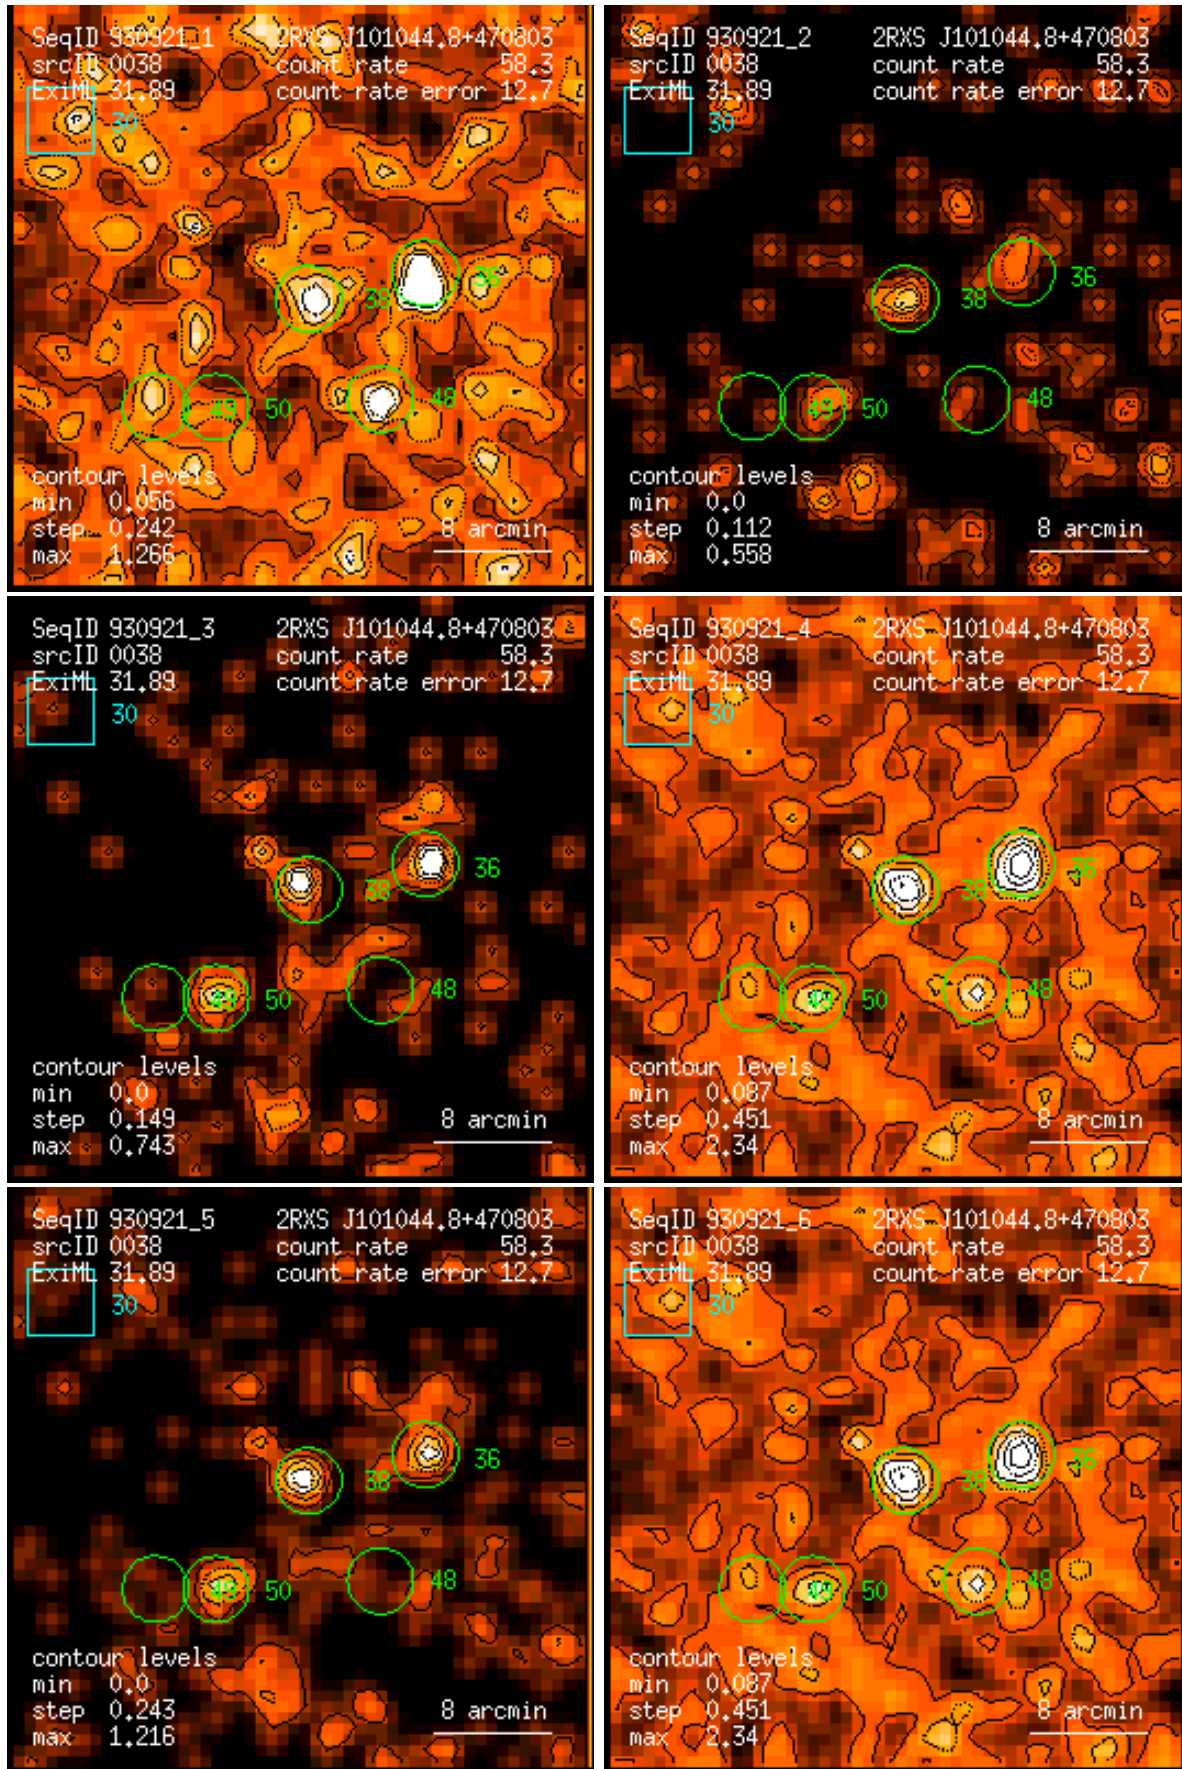 SeqID 930921_1 2RXS J101044.8+470803
srcID 0038 count rate 58.3
ExiML 31.89 count rate error 12.7
30
36
38
48
49 50
contour levels
min 0.056
step 0.242 8 arcmin
max 1.266
SeqID 930921_2 2RXS J101044.8+470803
srcID 0038 count rate 58.3
ExiML 31.89 count rate error 12.7
30
36
38
48
49 50
contour levels
min 0.0
step 0.112 8 arcmin
max 0.558
SeqID 930921_3 2RXS J101044.8+470803
srcID 0038 count rate 58.3
ExiML 31.89 count rate error 12.7
30
36
38
48
49 50
contour levels
min 0.0
step 0.149 8 arcmin
max 0.743
SeqID 930921_4 2RXS J101044.8+470803
srcID 0038 count rate 58.3
ExiML 31.89 count rate error 12.7
30
36
38
48
49 50
contour levels
min 0.087
step 0.451 8 arcmin
max 2.34
SeqID 930921_5 2RXS J101044.8+470803
srcID 0038 count rate 58.3
ExiML 31.89 count rate error 12.7
30
36
38
48
49 50
contour levels
min 0.0
step 0.243 8 arcmin
max 1.216
SeqID 930921_6 2RXS J101044.8+470803
srcID 0038 count rate 58.3
ExiML 31.89 count rate error 12.7
30
36
38
48
49 50
contour levels
min 0.087
step 0.451 8 arcmin
max 2.34